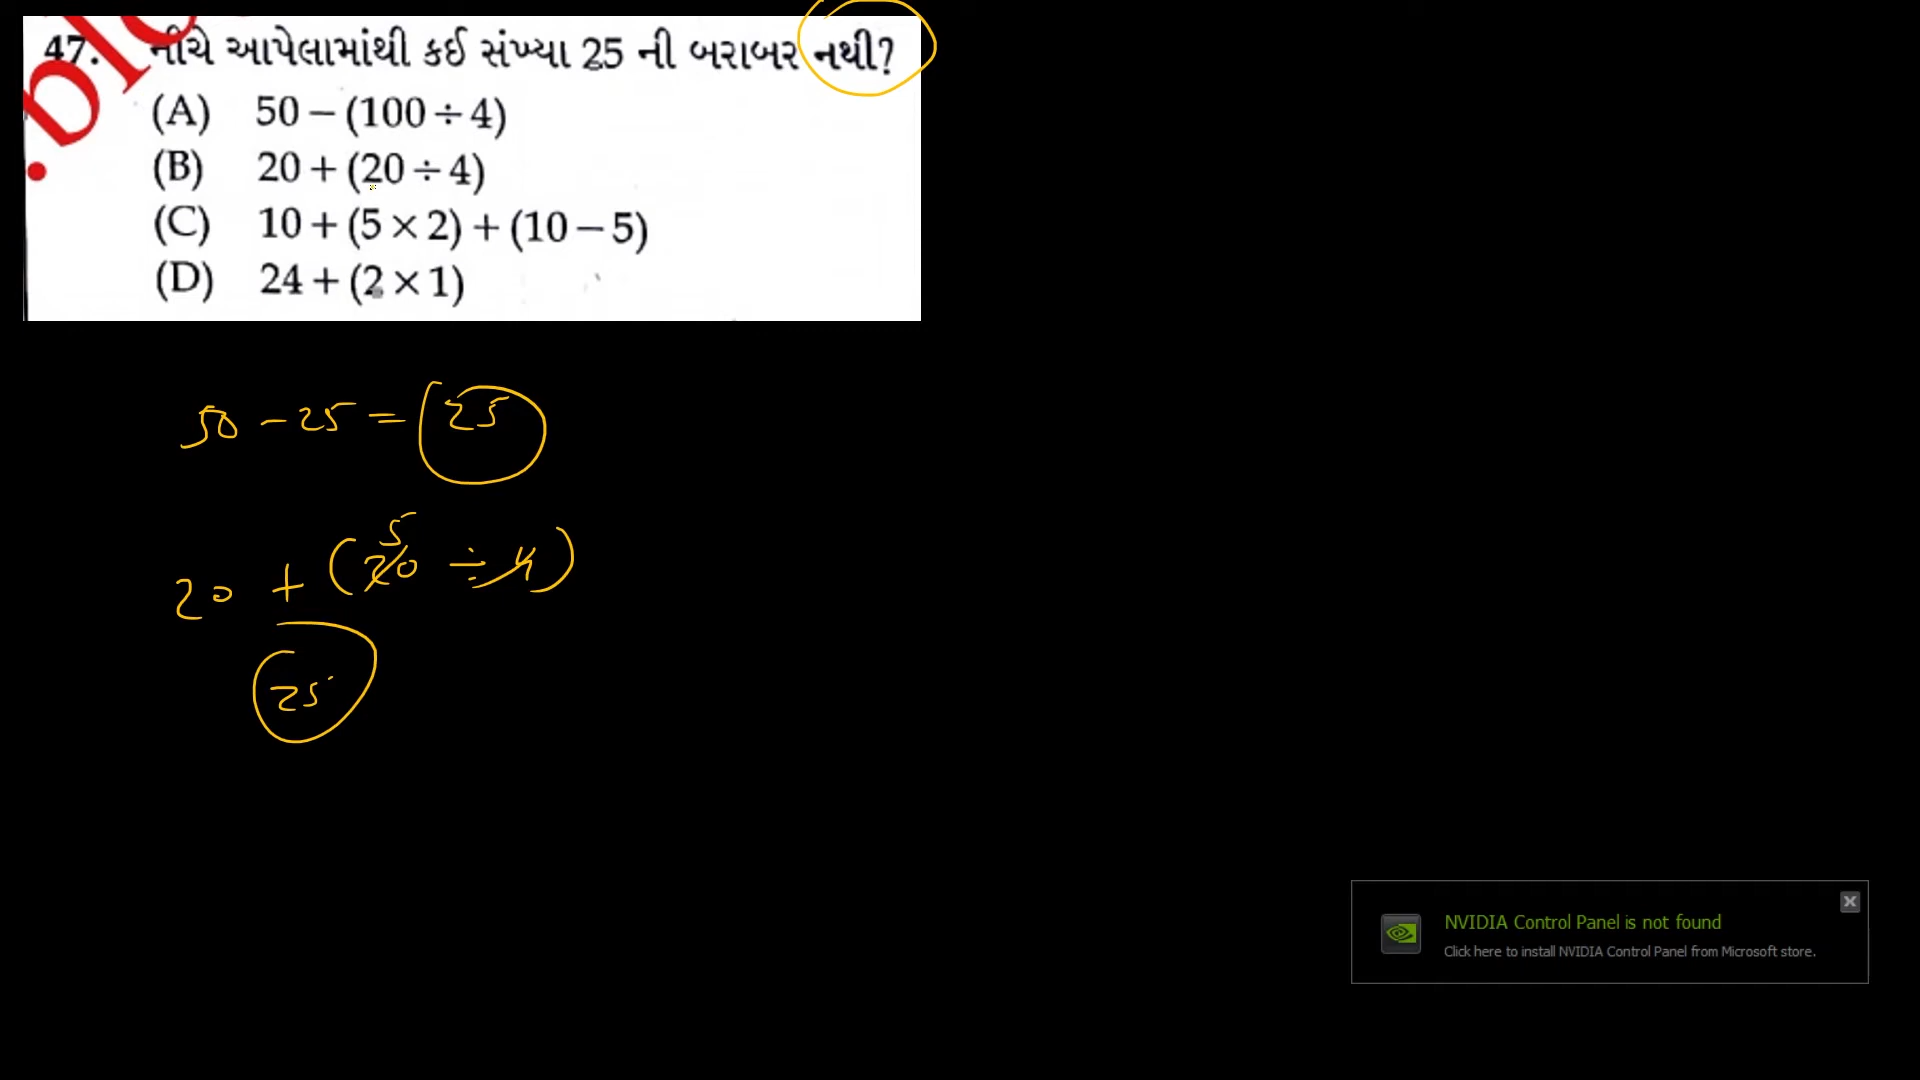 47. નીચે આપેલામાંથી કઈ સંખ્યા 25 ની બરાબર નથી?
(A) 50 − (100 ÷ 4)
(B) 20 + (20 ÷ 4)
(C) 10 + (5 × 2) + (10 − 5)
(D) 24 + (2 × 1)
50 − 25 = 25
5
20 + (20 ÷ 4)
25
NVIDIA Control Panel is not found
Click here to install NVIDIA Control Panel from Microsoft store.